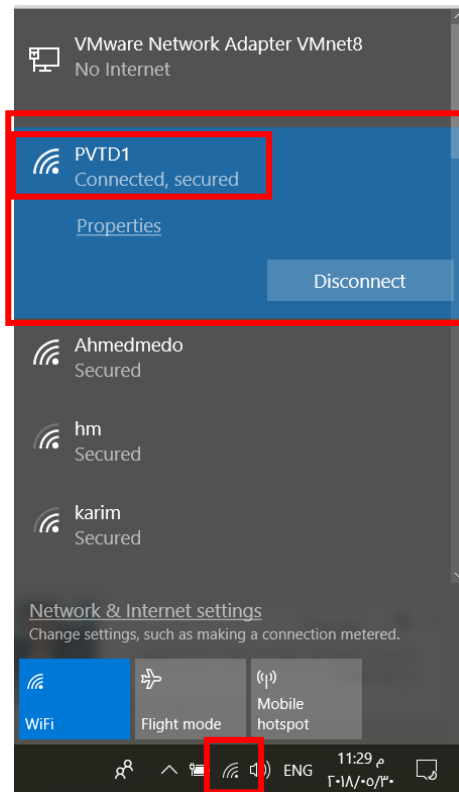 VMware Network Adapter VMnet8
No Internet
PVTD1
Connected, secured
Properties
Disconnect
Ahmedmedo
Secured
hm
Secured
karim
Secured
Network & Internet settings
Change settings, such as making a connection metered.
WiFi
Flight mode
Mobile
hotspot
ENG
11:29 م
٢٠١٨/٠٥/٣٠